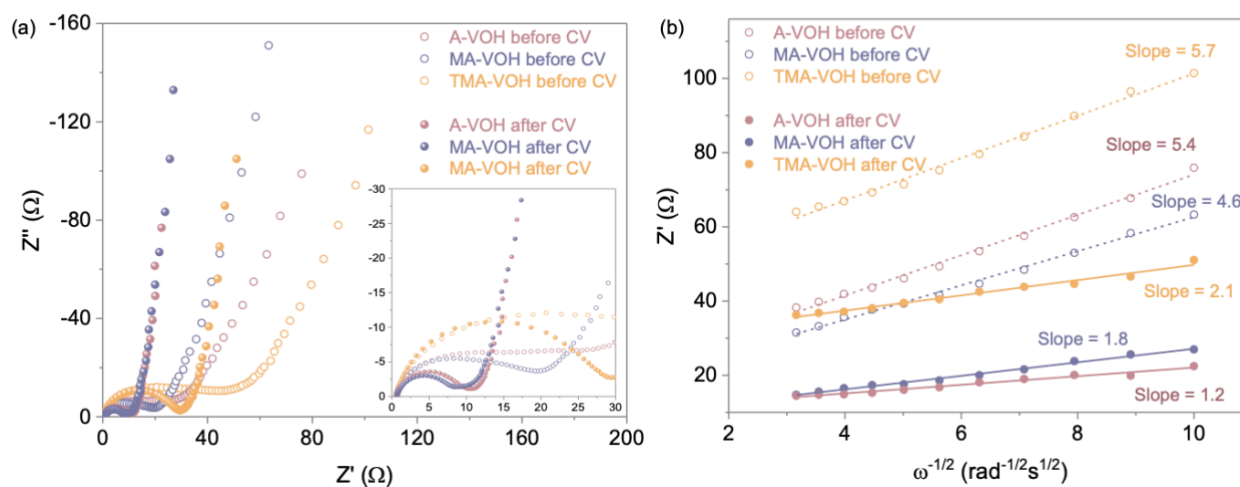 (a)
-160
-120
-80
-40
0
0
40
80
120
160
200
Z'' (Ω)
Z' (Ω)
A-VOH before CV
MA-VOH before CV
TMA-VOH before CV
A-VOH after CV
MA-VOH after CV
MA-VOH after CV
-30
-25
-20
-15
-10
-5
0
0
5
10
15
20
25
30
(b)
100
80
60
40
20
2
4
6
8
10
Z' (Ω)
ω-1/2 (rad-1/2s1/2)
A-VOH before CV
MA-VOH before CV
TMA-VOH before CV
A-VOH after CV
MA-VOH after CV
TMA-VOH after CV
Slope = 5.7
Slope = 5.4
Slope = 4.6
Slope = 2.1
Slope = 1.8
Slope = 1.2